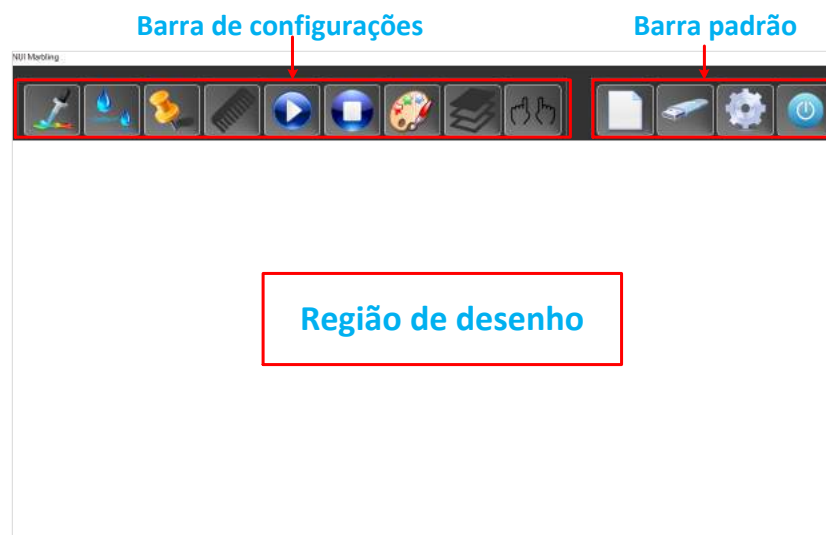 Barra de configurações
Barra padrão
NUI Marbling
Região de desenho